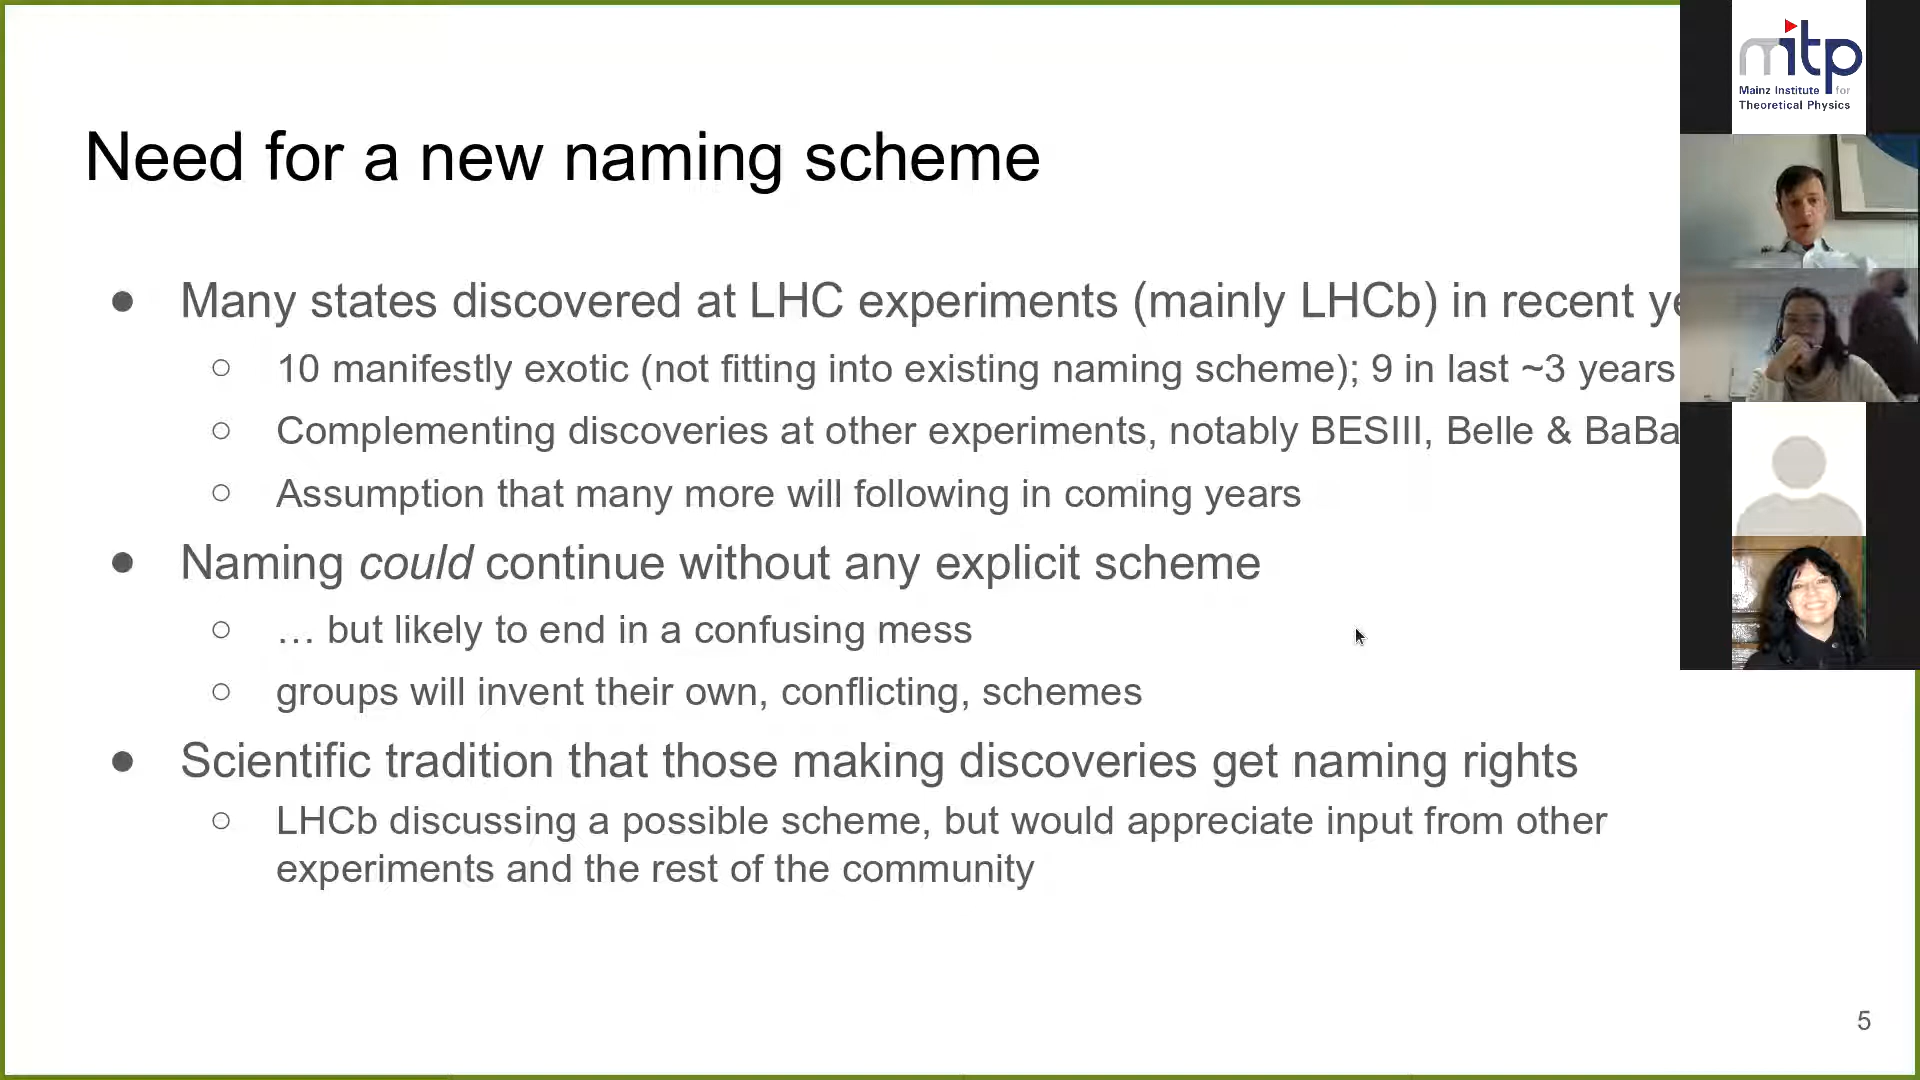 Need for a new naming scheme
● Many states discovered at LHC experiments (mainly LHCb) in recent
○ 10 manifestly exotic (not fitting into existing naming scheme); 9 in last ~3 years
○ Complementing discoveries at other experiments, notably BESIII, Belle & BaBa
○ Assumption that many more will following in coming years
● Naming could continue without any explicit scheme
○ … but likely to end in a confusing mess
○ groups will invent their own, conflicting, schemes
● Scientific tradition that those making discoveries get naming rights
○ LHCb discussing a possible scheme, but would appreciate input from other
experiments and the rest of the community
5
mitp
Mainz Institute for
Theoretical Physics